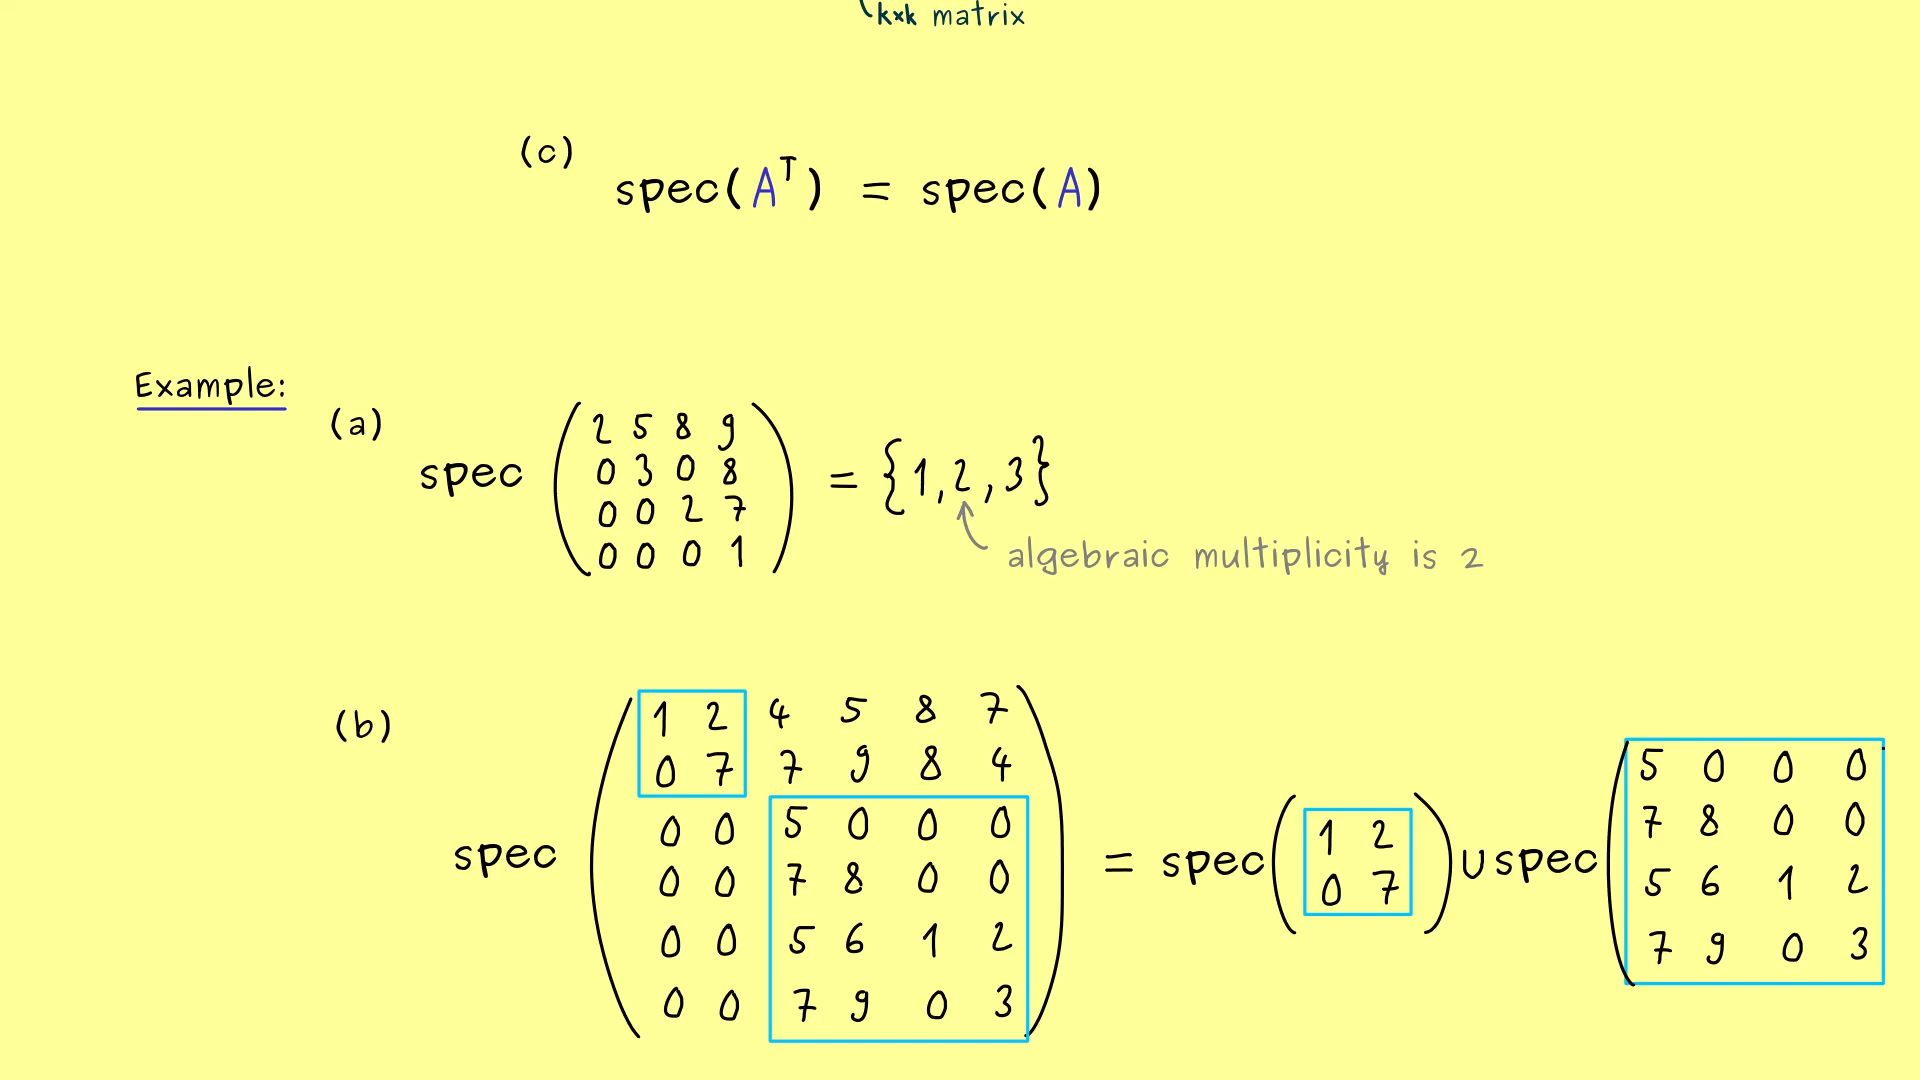 k×k matrix
(c)
spec(Aᵀ) = spec(A)
Example:
(a)
spec ( 2 5 8 9
0 3 0 8
0 0 2 7
0 0 0 1 ) = {1,2,3}
algebraic multiplicity is 2
(b)
spec ( 1 2 4 5 8 7
0 7 7 9 8 4
0 0 5 0 0 0
0 0 7 8 0 0
0 0 5 6 1 2
0 0 7 9 0 3 )
= spec ( 1 2
0 7 ) ∪ spec ( 5 0 0 0
7 8 0 0
5 6 1 2
7 9 0 3